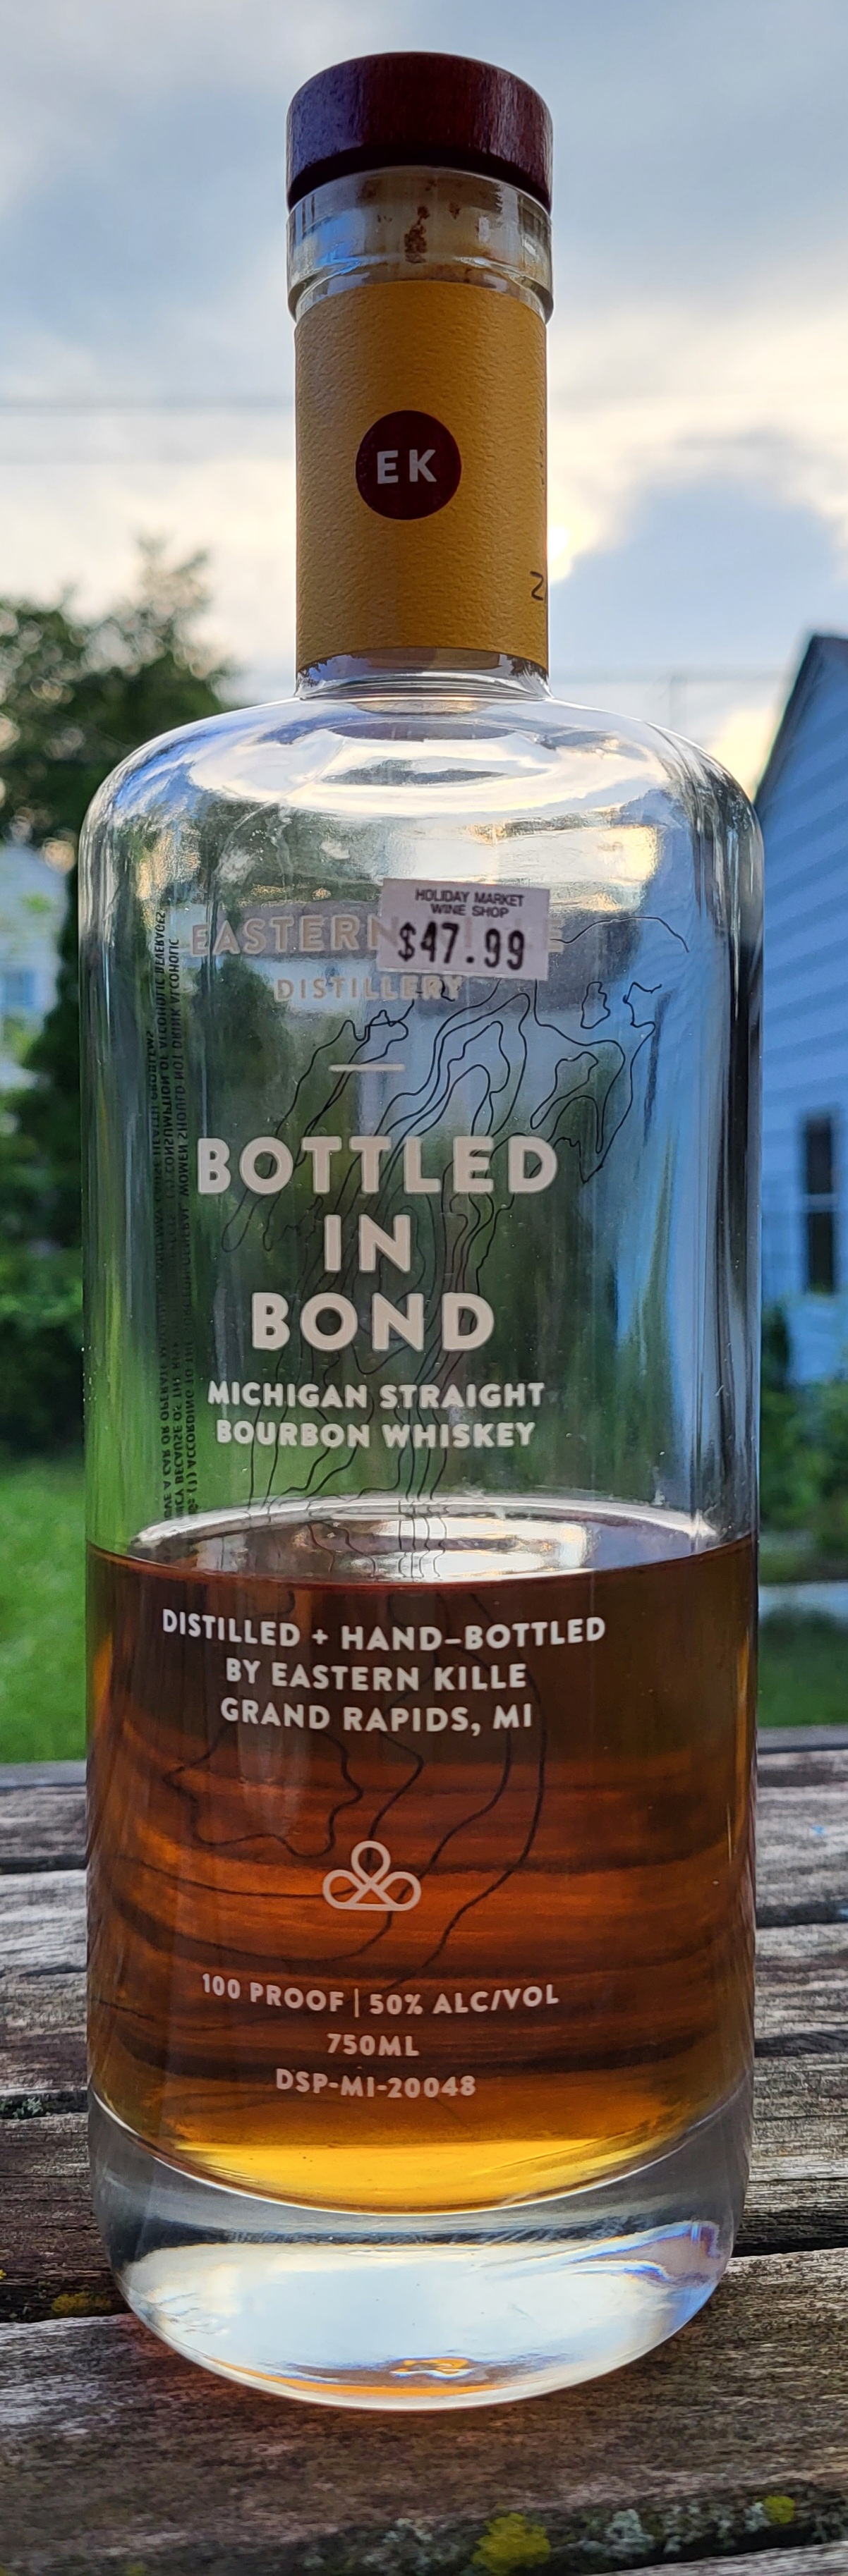 EK
HOLIDAY MARKET
WINE SHOP
$47.99
EASTERN
DISTILLERY
BOTTLED
IN
BOND
MICHIGAN STRAIGHT
BOURBON WHISKEY
DISTILLED + HAND-BOTTLED
BY EASTERN KILLE
GRAND RAPIDS, MI
100 PROOF | 50% ALC/VOL
750ML
DSP-MI-20048